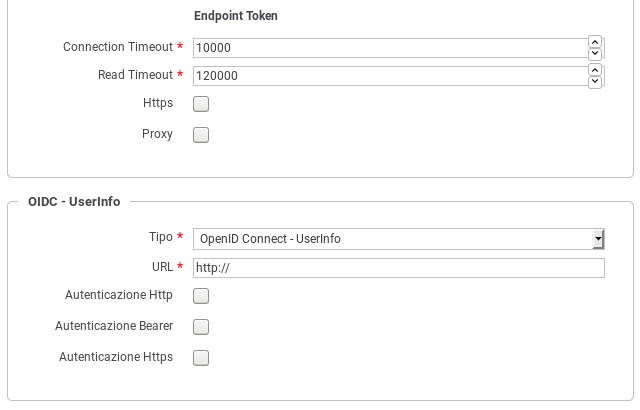 Endpoint Token
Connection Timeout * 10000
Read Timeout * 120000
Https
Proxy
OIDC - UserInfo
Tipo * OpenID Connect - UserInfo
URL * http://
Autenticazione Http
Autenticazione Bearer
Autenticazione Https